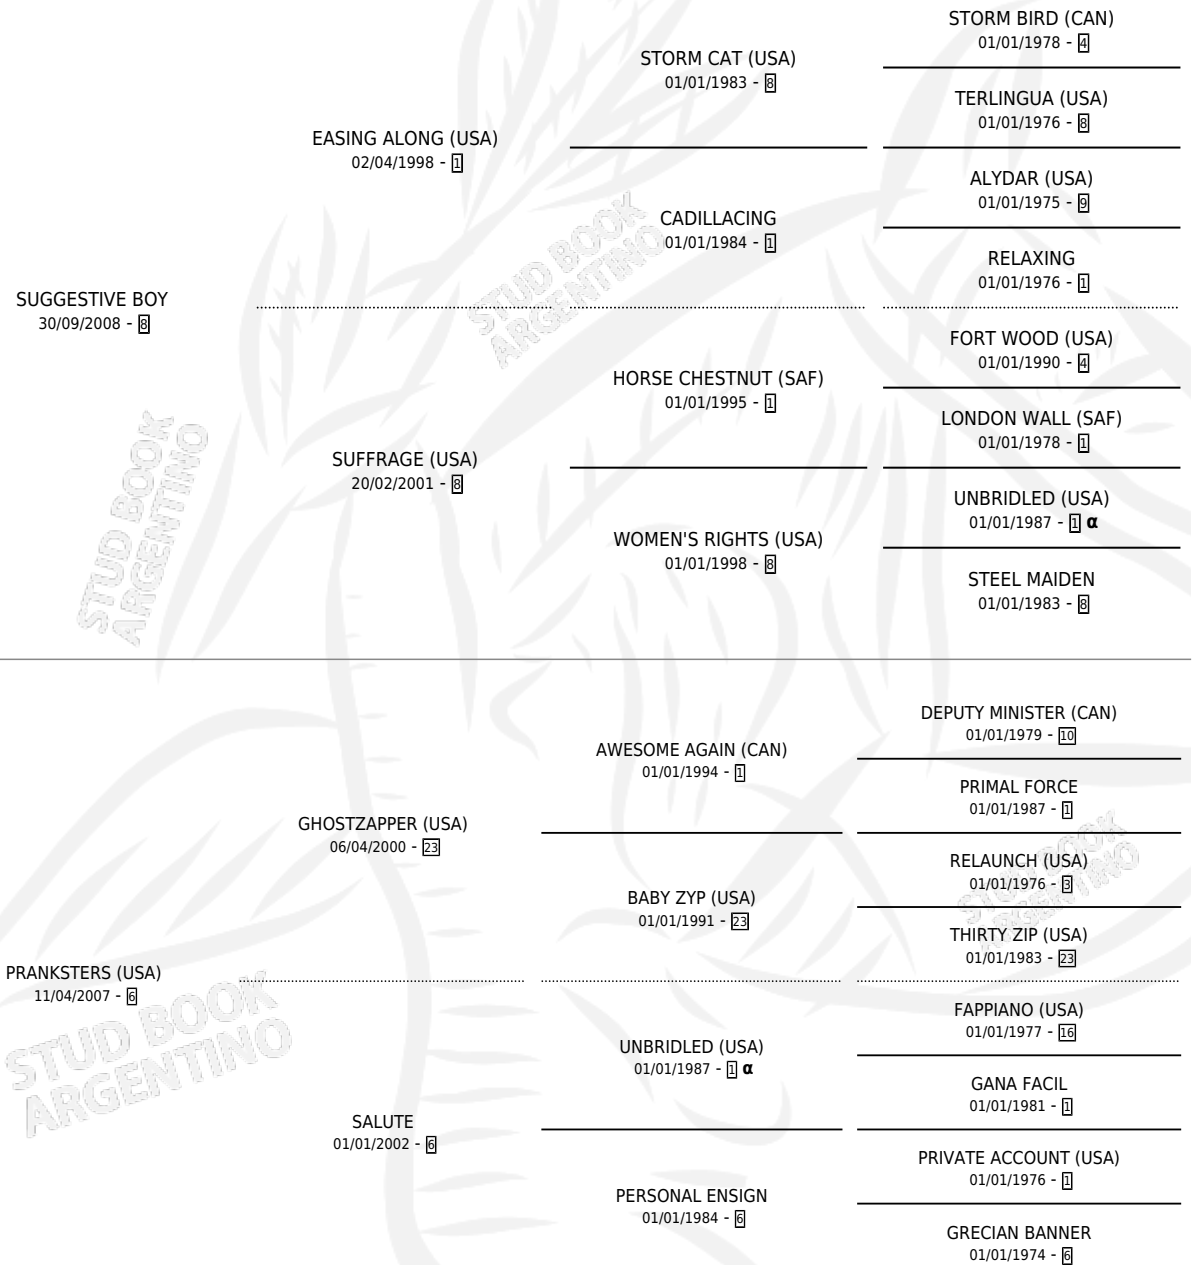 STORM BIRD (CAN)
01/01/1978 - 4
STORM CAT (USA)
01/01/1983 - 8
TERLINGUA (USA)
01/01/1976 - 8
EASING ALONG (USA)
02/04/1998 - 1
ALYDAR (USA)
01/01/1975 - 9
CADILLACING
01/01/1984 - 1
RELAXING
01/01/1976 - 1
SUGGESTIVE BOY
30/09/2008 - 8
FORT WOOD (USA)
01/01/1990 - 4
HORSE CHESTNUT (SAF)
01/01/1995 - 1
LONDON WALL (SAF)
01/01/1978 - 1
SUFFRAGE (USA)
20/02/2001 - 8
UNBRIDLED (USA)
01/01/1987 - 1 α
WOMEN'S RIGHTS (USA)
01/01/1998 - 8
STEEL MAIDEN
01/01/1983 - 8
STUD BOOK
ARGENTINO
STUD BOOK
ARGENTINO
DEPUTY MINISTER (CAN)
01/01/1979 - 10
AWESOME AGAIN (CAN)
01/01/1994 - 1
PRIMAL FORCE
01/01/1987 - 1
GHOSTZAPPER (USA)
06/04/2000 - 23
RELAUNCH (USA)
01/01/1976 - 3
BABY ZYP (USA)
01/01/1991 - 23
THIRTY ZIP (USA)
01/01/1983 - 23
PRANKSTERS (USA)
11/04/2007 - 6
FAPPIANO (USA)
01/01/1977 - 16
UNBRIDLED (USA)
01/01/1987 - 1 α
GANA FACIL
01/01/1981 - 1
SALUTE
01/01/2002 - 6
PRIVATE ACCOUNT (USA)
01/01/1976 - 1
PERSONAL ENSIGN
01/01/1984 - 6
GRECIAN BANNER
01/01/1974 - 6
STUD BOOK
ARGENTINO
STUD BOOK
ARGENTINO